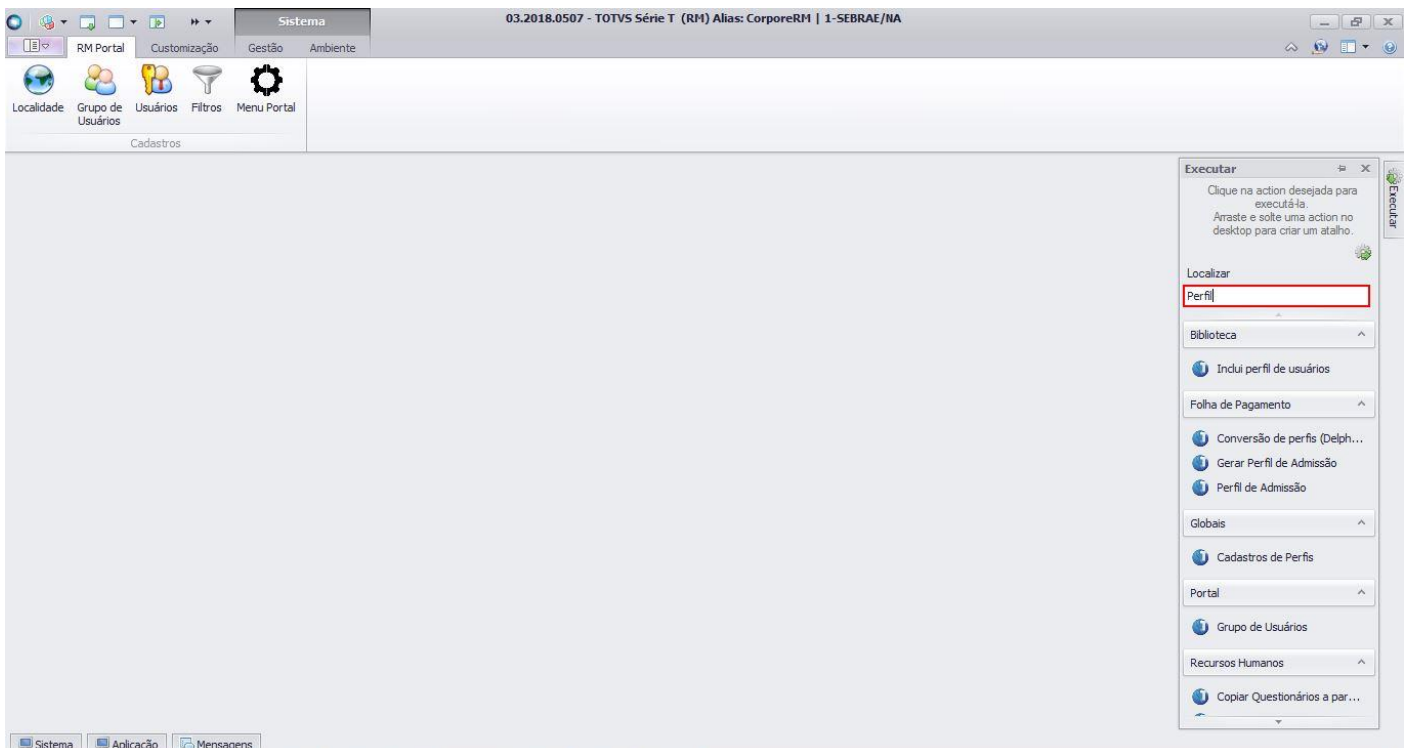 Sistema
03.2018.0507 - TOTVS Série T (RM) Alias: CorporeRM | 1-SEBRAE/NA
RM Portal
Customização
Gestão
Ambiente
Localidade
Grupo de
Usuários
Usuários
Filtros
Menu Portal
Cadastros
Executar
Clique na action desejada para
executá-la.
Arraste e solte uma action no
desktop para criar um atalho.
Executar
Localizar
Perfil
Biblioteca
Inclui perfil de usuários
Folha de Pagamento
Conversão de perfis (Delph...
Gerar Perfil de Admissão
Perfil de Admissão
Globais
Cadastros de Perfis
Portal
Grupo de Usuários
Recursos Humanos
Copiar Questionários a par...
Sistema
Aplicação
Mensagens